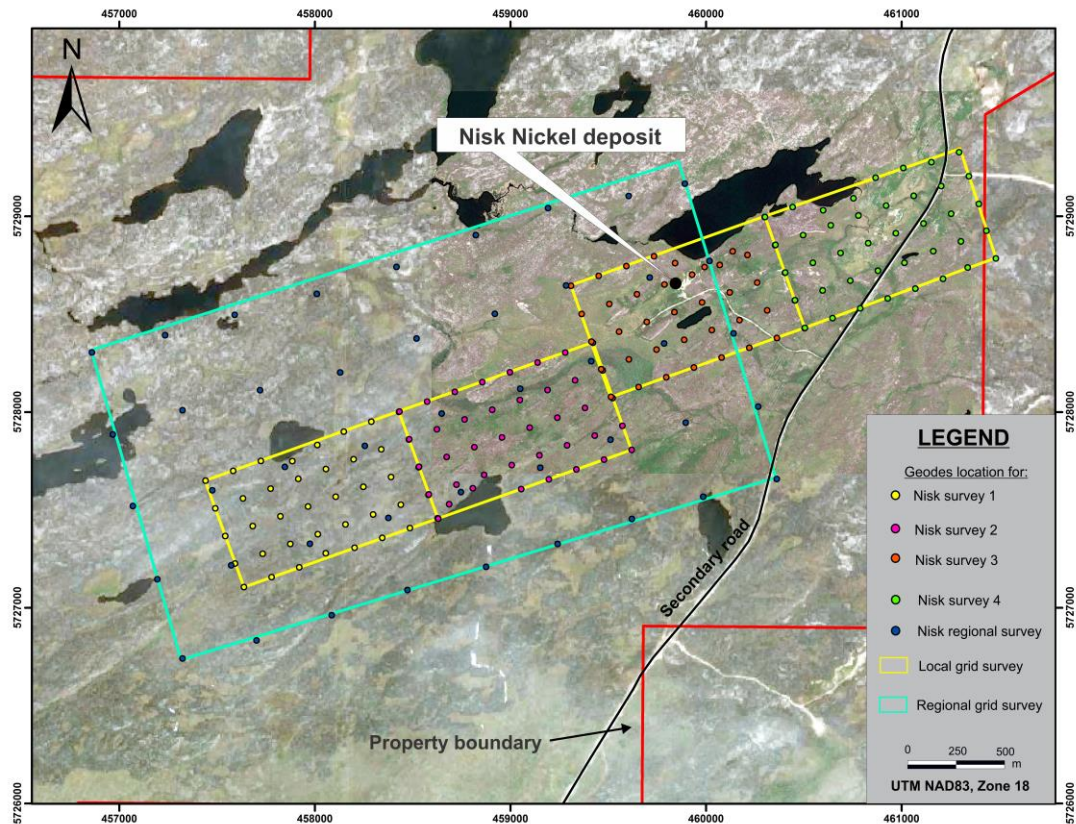 457000 458000 459000 460000 461000
N
Nisk Nickel deposit
5729000 5729000
5728000 5728000
5727000 5727000
5726000 5726000
Secondary road
Property boundary
LEGEND
Geodes location for:
Nisk survey 1
Nisk survey 2
Nisk survey 3
Nisk survey 4
Nisk regional survey
Local grid survey
Regional grid survey
0 250 500
m
UTM NAD83, Zone 18
457000 458000 459000 460000 461000